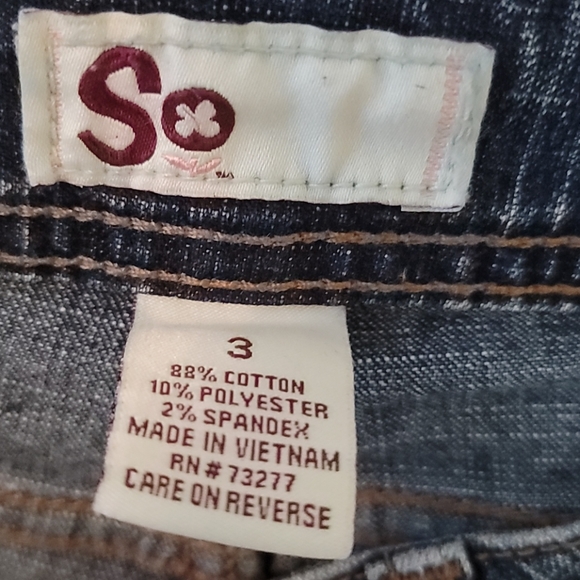 So
3
88% COTTON
10% POLYESTER
2% SPANDEX
MADE IN VIETNAM
RN# 73277
CARE ON REVERSE